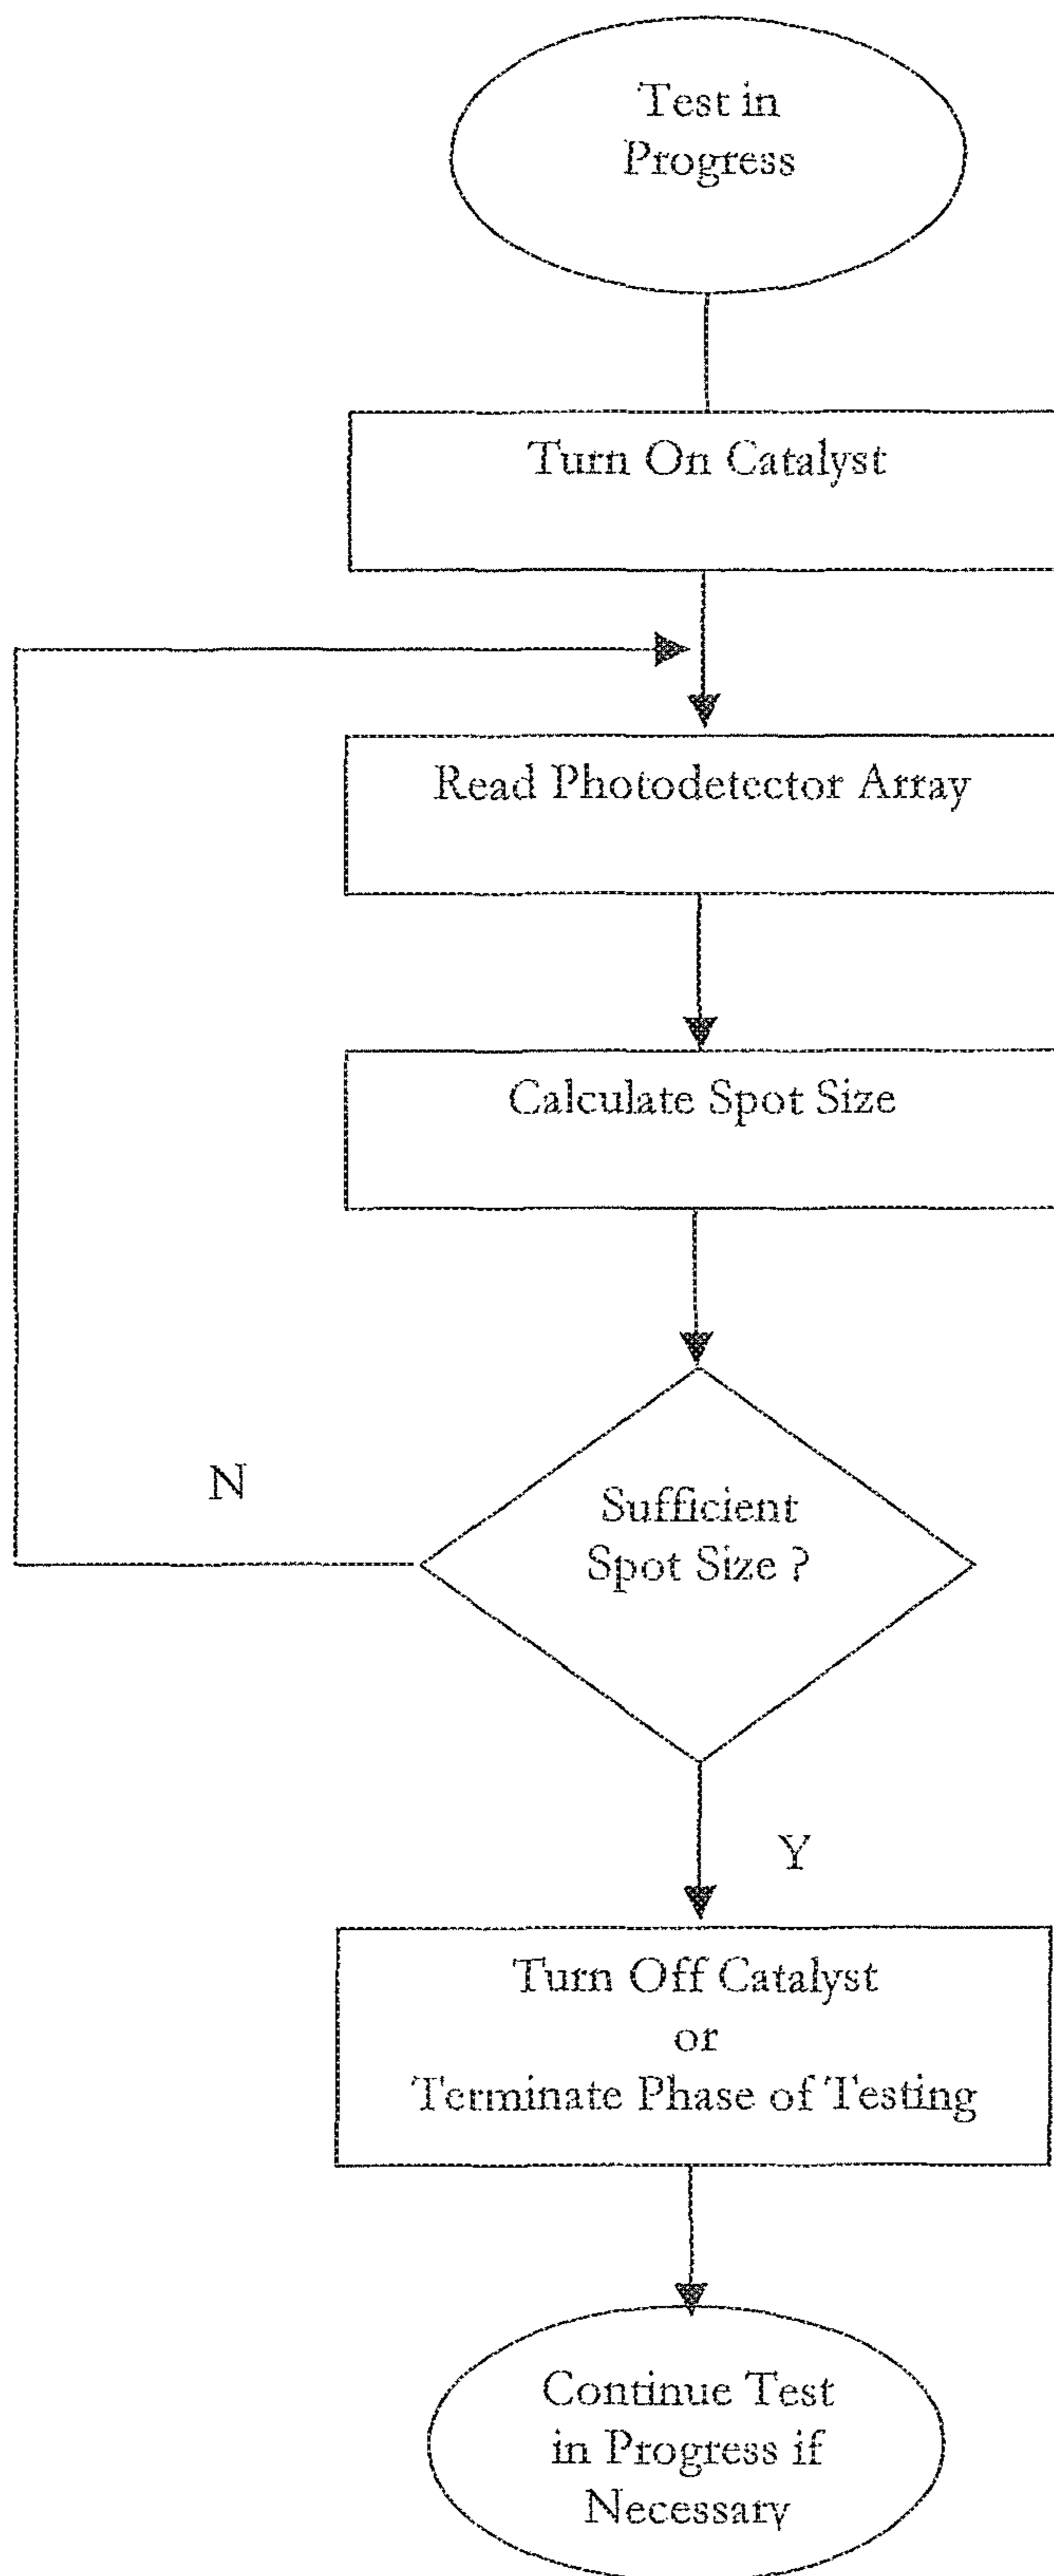 Test in
Progress
Turn On Catalyst
Read Photodetector Array
Calculate Spot Size
N
Sufficient
Spot Size ?
Y
Turn Off Catalyst
or
Terminate Phase of Testing
Continue Test
in Progress if
Necessary